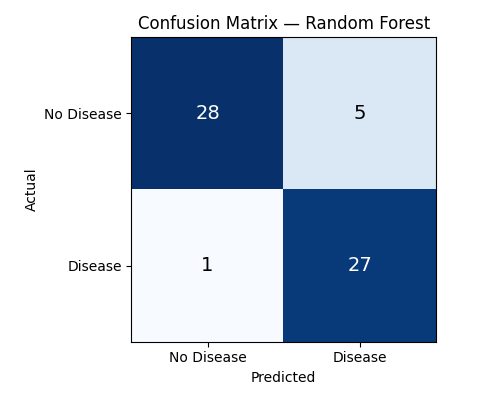 Confusion Matrix — Random Forest
Actual
No Disease
28
5
Disease
1
27
No Disease
Disease
Predicted